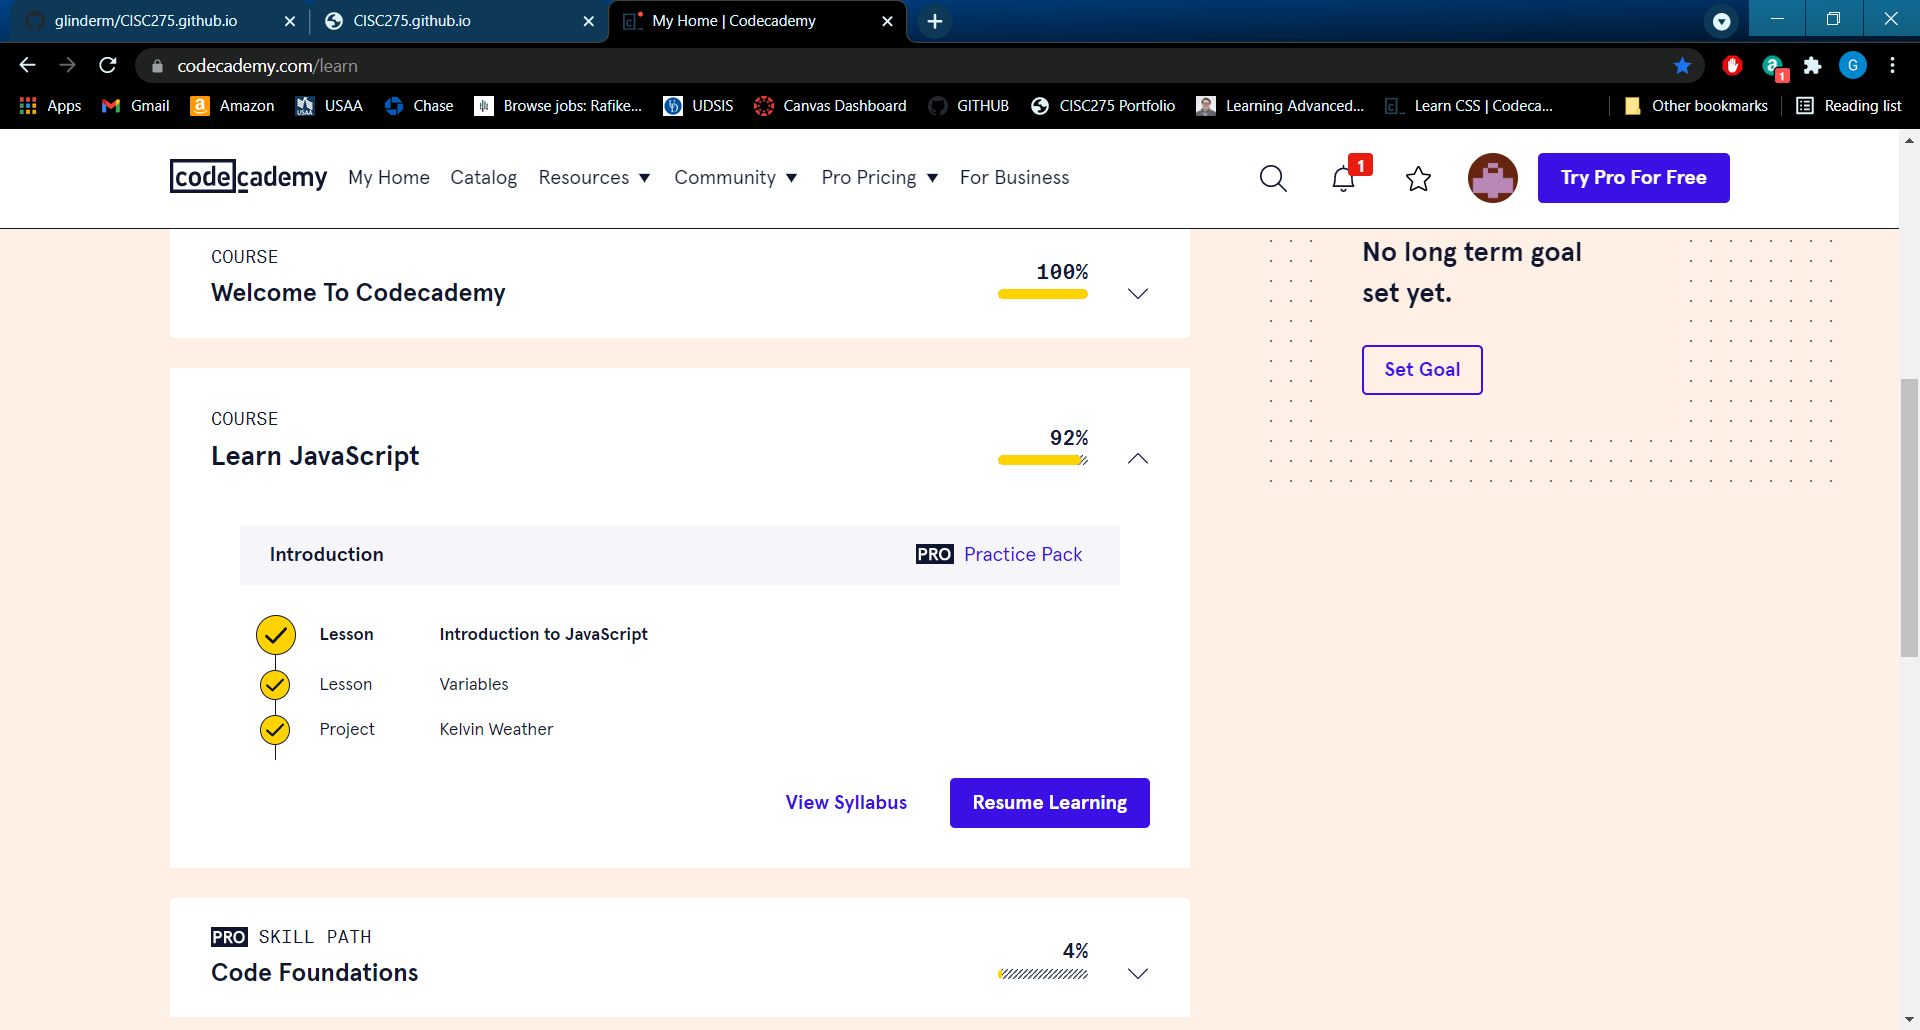 glinderm/CISC275.github.io
CISC275.github.io
My Home | Codecademy
codecademy.com/learn
1
G
Apps
Gmail
Amazon
USAA
Chase
Browse jobs: Rafike...
UDSIS
Canvas Dashboard
GITHUB
CISC275 Portfolio
Learning Advanced...
Learn CSS | Codeca...
Other bookmarks
Reading list
codecademy
My Home
Catalog
Resources
Community
Pro Pricing
For Business
1
Try Pro For Free
COURSE
Welcome To Codecademy
100%
No long term goal
set yet.
Set Goal
COURSE
Learn JavaScript
92%
Introduction
PRO Practice Pack
Lesson Introduction to JavaScript
Lesson Variables
Project Kelvin Weather
View Syllabus
Resume Learning
PRO SKILL PATH
Code Foundations
4%